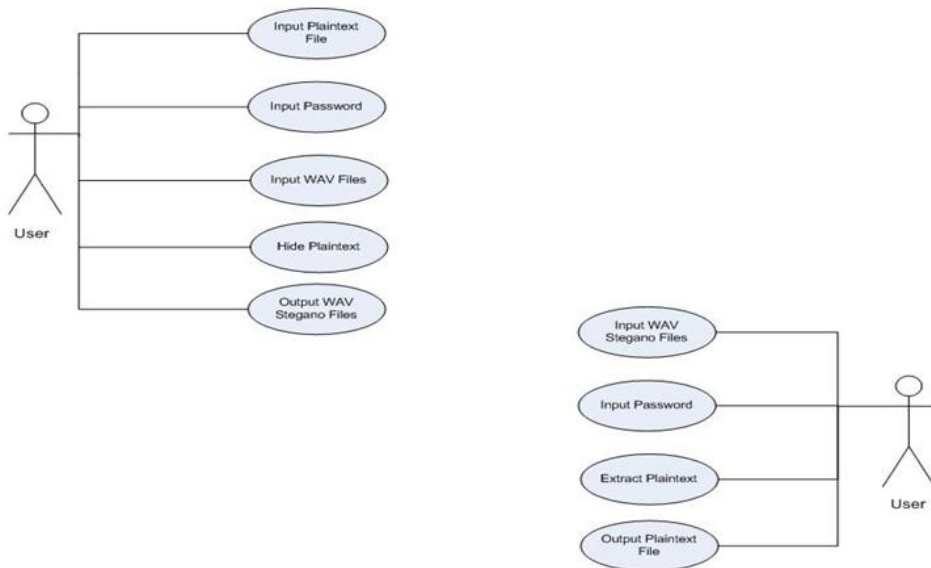 Input Plaintext
File
Input Password
Input WAV Files
User
Hide Plaintext
Output WAV
Stegano Files
Input WAV
Stegano Files
Input Password
Extract Plaintext
User
Output Plaintext
File